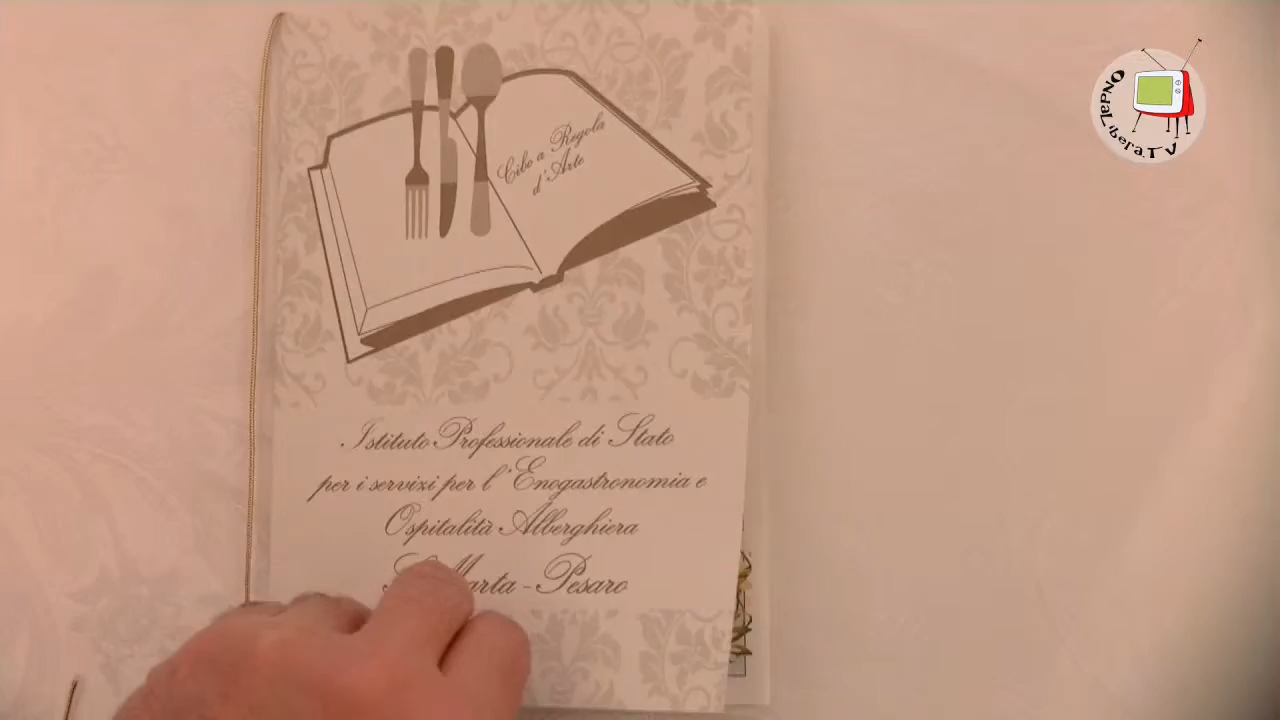 Cibo a Regola
d'Arte
Istituto Professionale di Stato
per i servizi per l'Enogastronomia e
Ospitalità Alberghiera
Marta - Pesaro
OndaLibera.TV